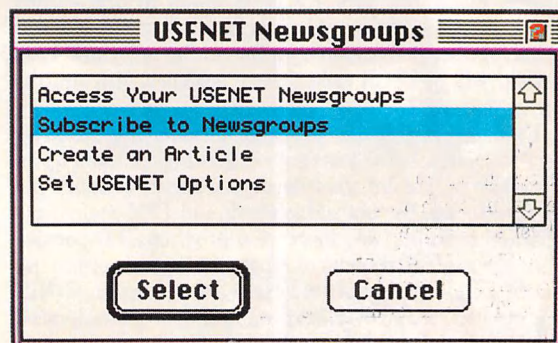 USENET Newsgroups
Access Your USENET Newsgroups
Subscribe to Newsgroups
Create an Article
Set USENET Options
Select
Cancel